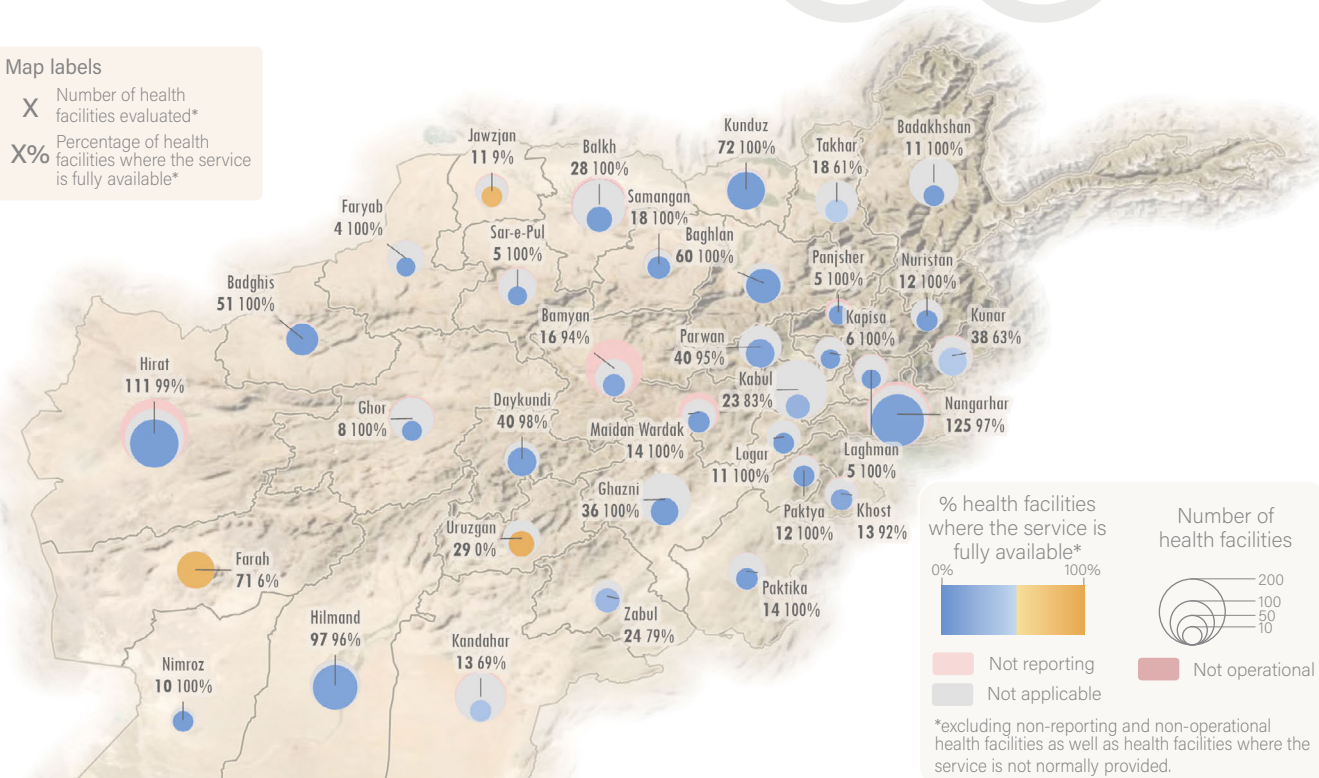 Map labels
X
Number of health
facilities evaluated*
X%
Percentage of health
facilities where the service
is fully available*
Jawzjan
11 9%
Balkh
28 100%
Kunduz
72 100%
Takhar
18 61%
Badakhshan
11 100%
Faryab
4 100%
Samangan
18 100%
Sar-e-Pul
5 100%
Baghlan
60 100%
Panjsher
5 100%
Nuristan
12 100%
Badghis
51 100%
Bamyan
16 94%
Parwan
40 95%
Kapisa
6 100%
Kunar
38 63%
Hirat
111 99%
Ghor
8 100%
Daykundi
40 98%
Kabul
23 83%
Nangarhar
125 97%
Maidan Wardak
14 100%
Logar
11 100%
Laghman
5 100%
Ghazni
36 100%
Paktya
12 100%
Khost
13 92%
Uruzgan
29 0%
Farah
71 6%
Paktika
14 100%
Zabul
24 79%
Hilmand
97 96%
Kandahar
13 69%
Nimroz
10 100%
% health facilities
where the service is
fully available*
0%
100%
Number of
health facilities
200
100
50
10
Not reporting
Not operational
Not applicable
*excluding non-reporting and non-operational
health facilities as well as health facilities where the
service is not normally provided.